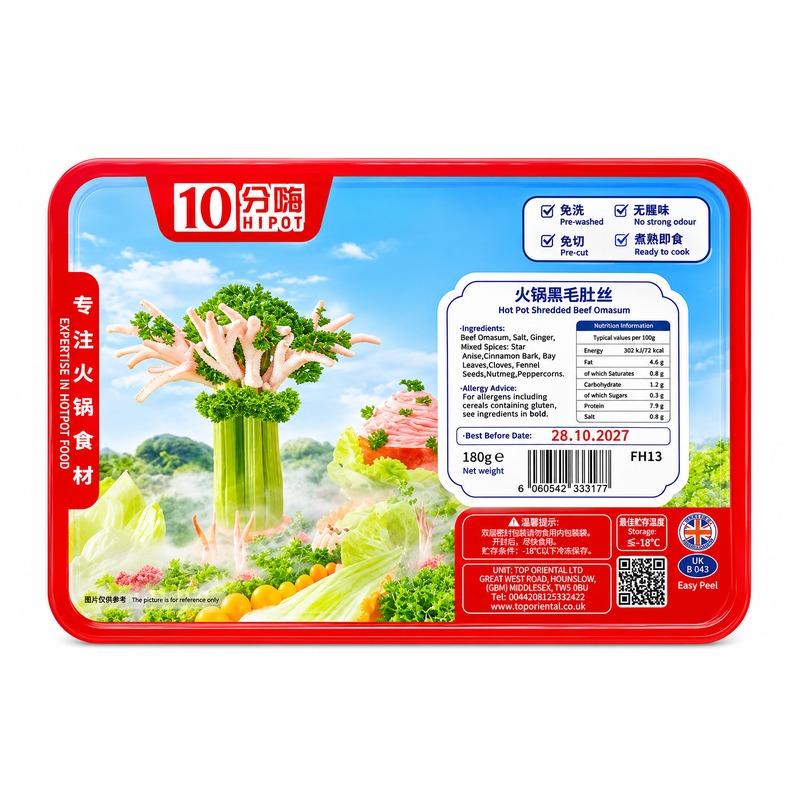 10分嗨
HIPOT
免洗
Pre-washed
无腥味
No strong odour
免切
Pre-cut
煮熟即食
Ready to cook
专注火锅食材
EXPERTISE IN HOTPOT FOOD
火锅黑毛肚丝
Hot Pot Shredded Beef Omasum
·Ingredients:
Beef Omasum, Salt, Ginger,
Mixed Spices: Star
Anise,Cinnamon Bark, Bay
Leaves,Cloves, Fennel
Seeds,Nutmeg,Peppercorns.
·Allergy Advice:
For allergens including
cereals containing gluten,
see ingredients in bold.
Nutrition Information
Typical values per 100g
Energy 302 kJ/72 kcal
Fat 4.6 g
of which Saturates 0.8 g
Carbohydrate 1.2 g
of which Sugars 0.3 g
Protein 7.9 g
Salt 0.8 g
·Best Before Date: 28.10.2027
180g e
Net weight
6 060542 333177
FH13
温馨提示:
双层密封包装请勿食用内包装袋。
开封后，尽快食用。
贮存条件: -18℃以下冷冻保存。
最佳贮存温度
Storage:
≤-18℃
UNIT: TOP ORIENTAL LTD
GREAT WEST ROAD, HOUNSLOW,
(GBM) MIDDLESEX, TW5 0BU
Tel: 0044208125332422
www.toporiental.co.uk
UK
B 043
Easy Peel
图片仅供参考 The picture is for reference only